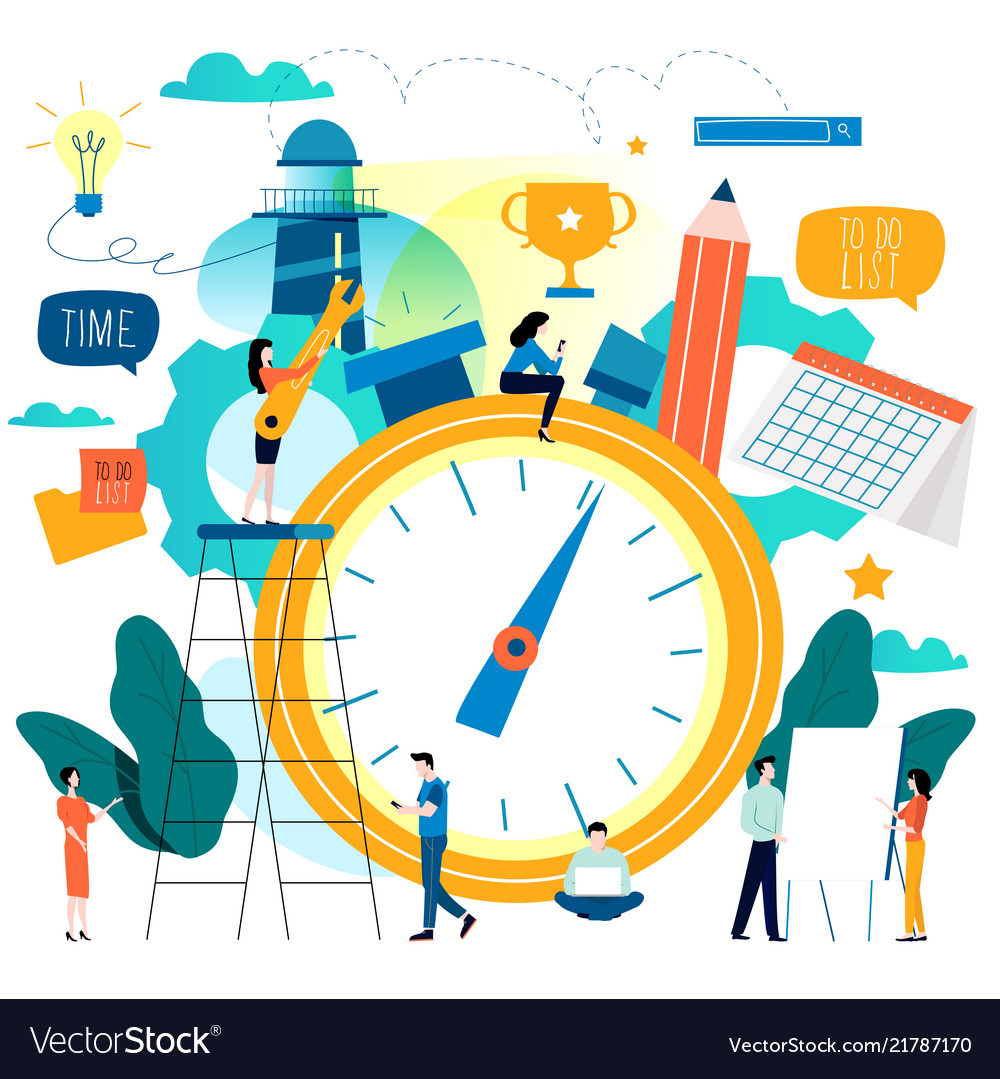 TO DO
LIST
TIME
TO DO
LIST
VectorStock®
VectorStock.com/21787170